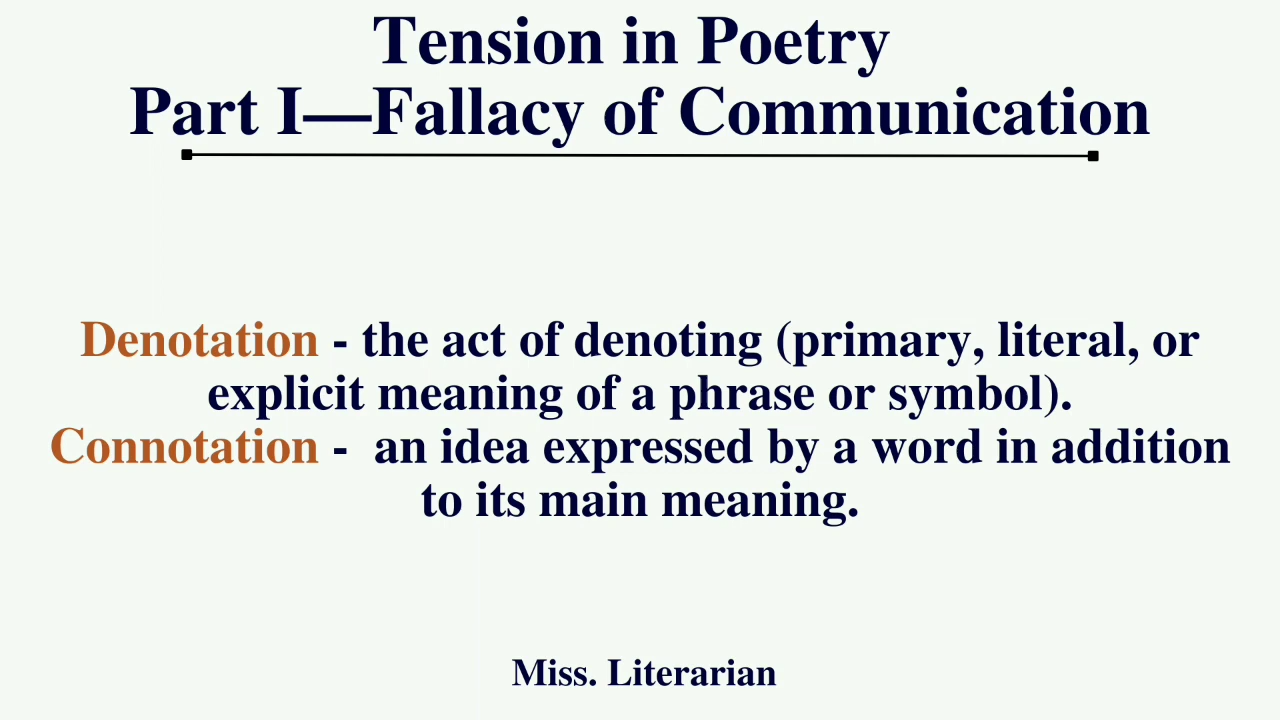 Tension in Poetry
Part I—Fallacy of Communication
Denotation - the act of denoting (primary, literal, or
explicit meaning of a phrase or symbol).
Connotation -  an idea expressed by a word in addition
to its main meaning.
Miss. Literarian